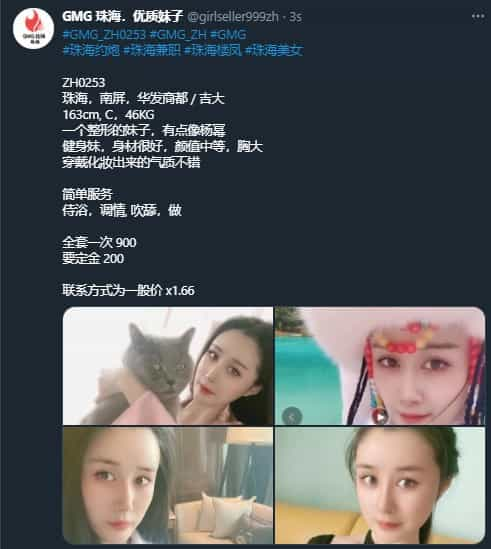 GMG 珠海，优质妹子 @girlseller999zh · 3s
#GMG_ZH0253 #GMG_ZH #GMG
#珠海约炮 #珠海兼职 #珠海楼凤 #珠海美女
ZH0253
珠海，南屏，华发商都 / 吉大
163cm, C，46KG
一个整形的妹子，有点像杨幂
健身妹，身材很好，颜值中等，胸大
穿戴化妆出来的气质不错
简单服务
侍浴，调情, 吹舔，做
全套一次 900
要定金 200
联系方式为一般价 x1.66